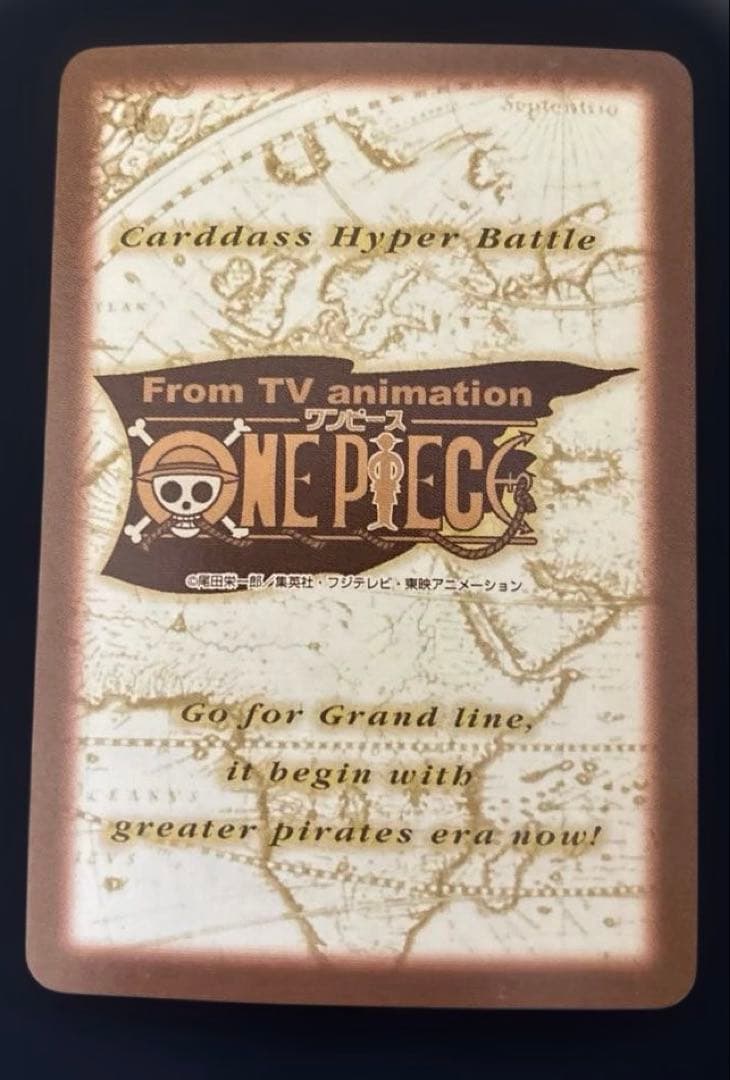 Septentrio
Carddass Hyper Battle
From TV animation
ワンピース
ONE PIECE
©尾田栄一郎／集英社・フジテレビ・東映アニメーション
Go for Grand line,
it begin with
greater pirates era now!